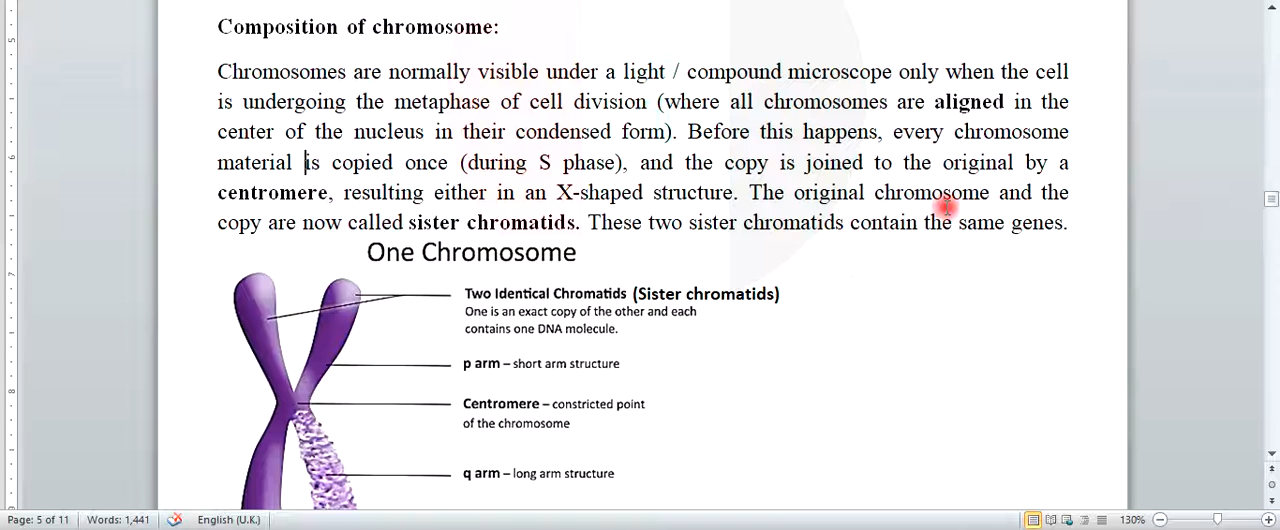 Composition of chromosome:
Chromosomes are normally visible under a light / compound microscope only when the cell
is undergoing the metaphase of cell division (where all chromosomes are aligned in the
center of the nucleus in their condensed form). Before this happens, every chromosome
material is copied once (during S phase), and the copy is joined to the original by a
centromere, resulting either in an X-shaped structure. The original chromosome and the
copy are now called sister chromatids. These two sister chromatids contain the same genes.
One Chromosome
Two Identical Chromatids (Sister chromatids)
One is an exact copy of the other and each
contains one DNA molecule.
p arm – short arm structure
Centromere – constricted point
of the chromosome
q arm – long arm structure
5
6
7
8
Page: 5 of 11 Words: 1,441 English (U.K.) 130%